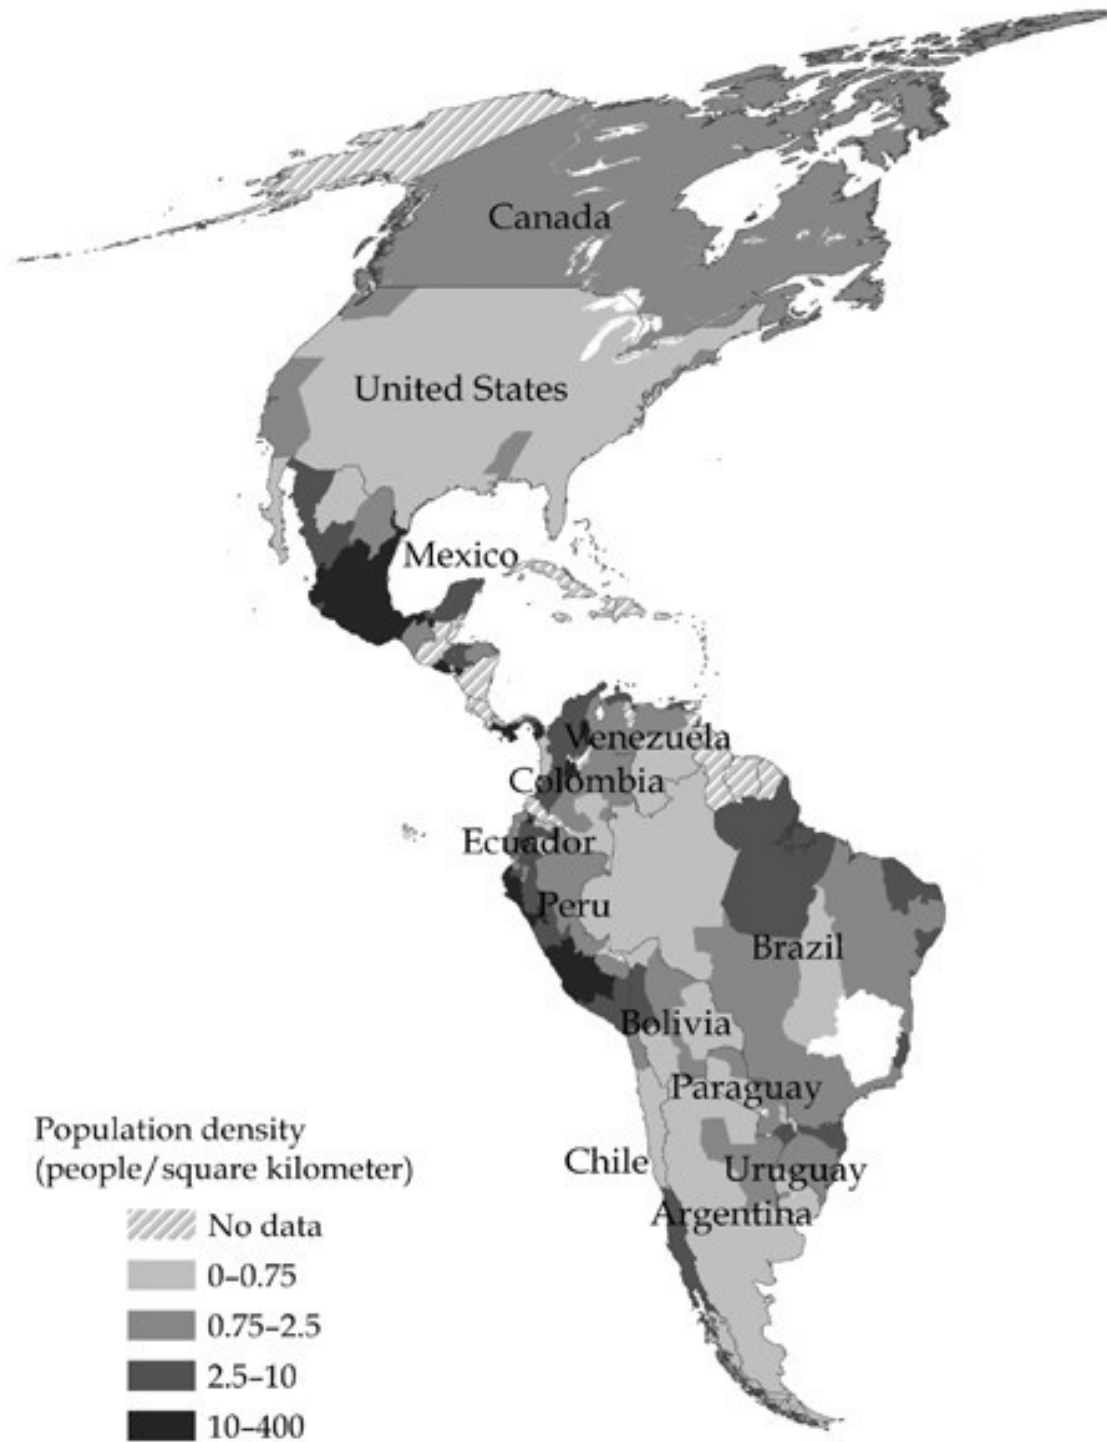 Canada
United States
Mexico
Venezuela
Colombia
Ecuador
Peru
Brazil
Bolivia
Paraguay
Chile
Uruguay
Argentina
Population density
(people/square kilometer)
No data
0–0.75
0.75–2.5
2.5–10
10–400